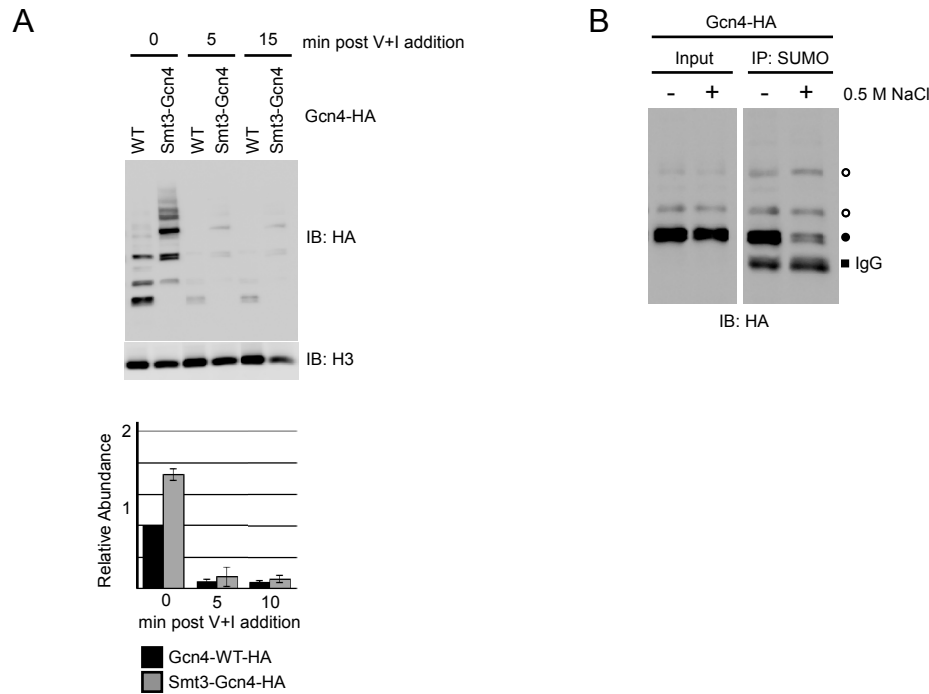 A
0 5 15 min post V+I addition
WT Smt3-Gcn4 WT Smt3-Gcn4 WT Smt3-Gcn4
Gcn4-HA
IB: HA
IB: H3
2
1
Relative Abundance
0 5 10
min post V+I addition
Gcn4-WT-HA
Smt3-Gcn4-HA
B
Gcn4-HA
Input IP: SUMO
- + - + 0.5 M NaCl
IgG
IB: HA